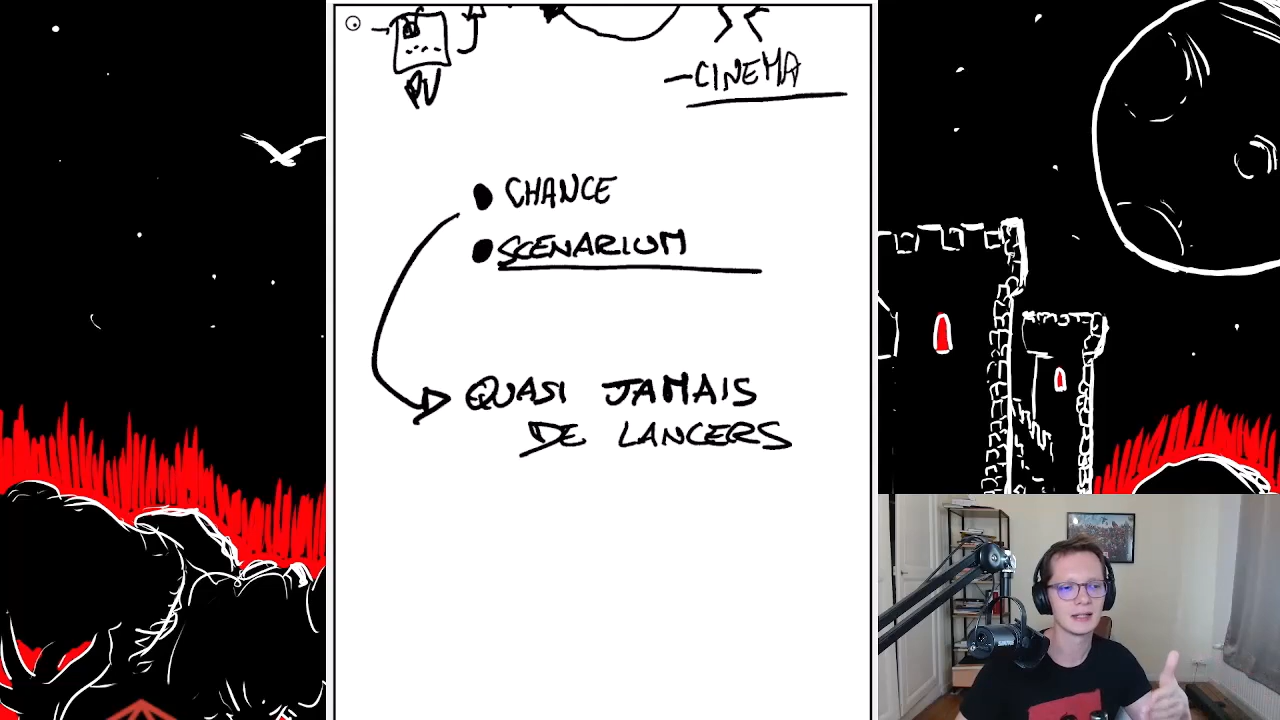 PV
—CINEMA
• CHANCE
• SCENARIUM
QUASI JAMAIS
DE LANCERS